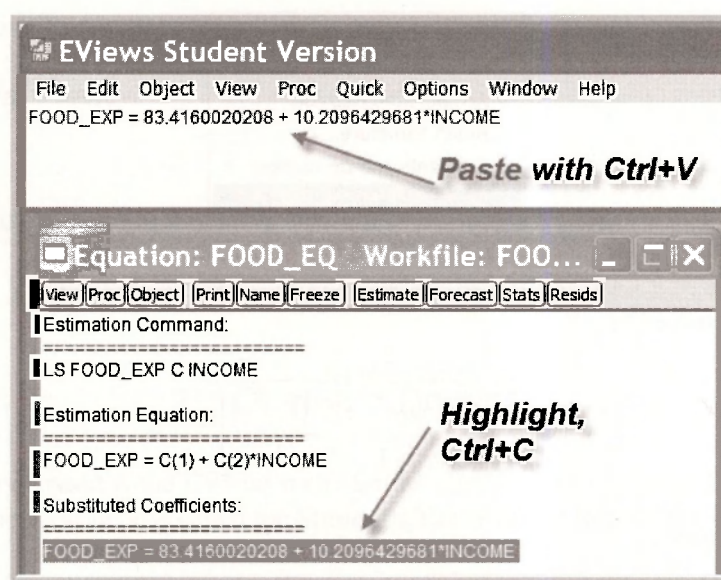 EViews Student Version
File Edit Object View Proc Quick Options Window Help
FOOD_EXP = 83.4160020208 + 10.2096429681*INCOME
Paste with Ctrl+V
Equation: FOOD_EQ Workfile: FOO...
View Proc Object Print Name Freeze Estimate Forecast Stats Resids
Estimation Command:
=========================
LS FOOD_EXP C INCOME
Estimation Equation:
=========================
FOOD_EXP = C(1) + C(2)*INCOME
Highlight,
Ctrl+C
Substituted Coefficients:
=========================
FOOD_EXP = 83.4160020208 + 10.2096429681*INCOME